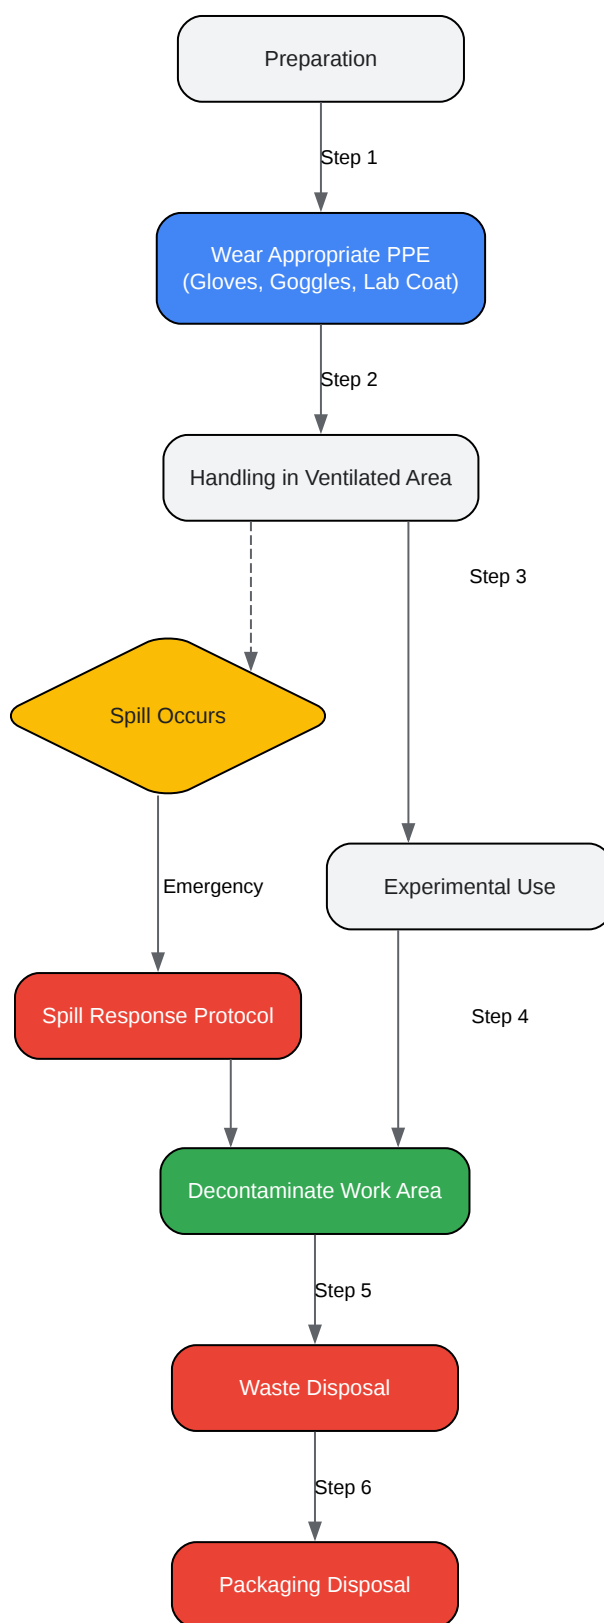 Preparation
Step 1
Wear Appropriate PPE
(Gloves, Goggles, Lab Coat)
Step 2
Handling in Ventilated Area
Step 3
Spill Occurs
Emergency
Experimental Use
Spill Response Protocol
Step 4
Decontaminate Work Area
Step 5
Waste Disposal
Step 6
Packaging Disposal